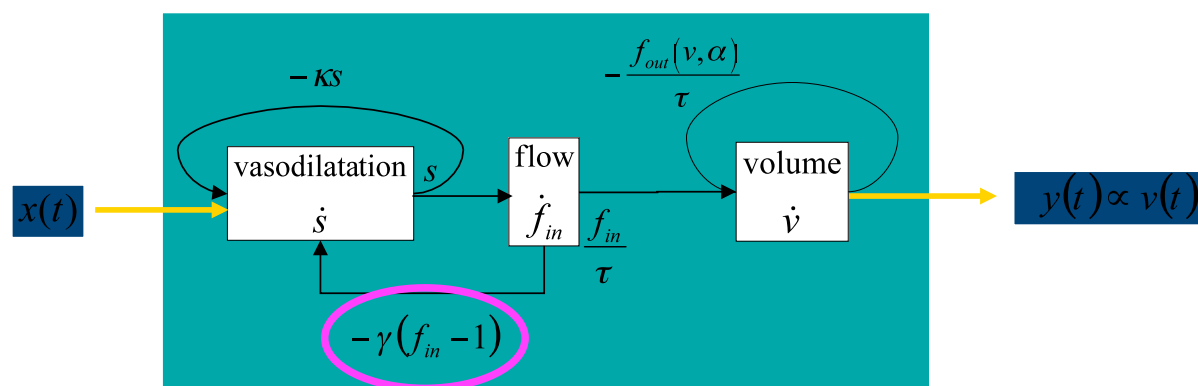 −κs
− f_out(v, α) / τ
vasodilatation
s
flow
volume
x(t)
ṡ
ḟ_in
f_in / τ
v̇
y(t) ∝ v(t)
−γ(f_in −1)